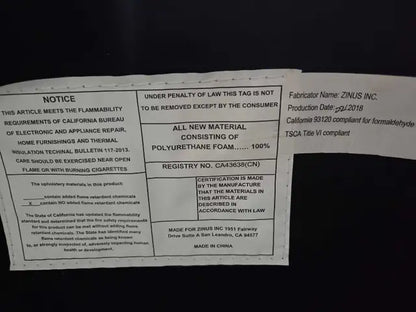 NOTICE
THIS ARTICLE MEETS THE FLAMMABILITY
REQUIREMENTS OF CALIFORNIA BUREAU
OF ELECTRONIC AND APPLIANCE REPAIR,
HOME FURNISHINGS AND THERMAL
INSULATION TECHNICAL BULLETIN 117-2013.
CARE SHOULD BE EXERCISED NEAR OPEN
FLAME OR WITH BURNING CIGARETTES
The upholstery materials in this product:
contain added flame retardant chemicals
X contain NO added flame retardant chemicals
The State of California has updated the flammability
standard and determined that the fire safety requirements
for this product can be met without adding flame
retardant chemicals. The State has identified many
flame retardant chemicals as being known
to, or strongly suspected of, adversely impacting human
health or development.
UNDER PENALTY OF LAW THIS TAG IS NOT
TO BE REMOVED EXCEPT BY THE CONSUMER
ALL NEW MATERIAL
CONSISTING OF
POLYURETHANE FOAM...... 100%
REGISTRY NO. CA43638(CN)
CERTIFICATION IS MADE
BY THE MANUFACTURE
THAT THE MATERIALS IN
THIS ARTICLE ARE
DESCRIBED IN
ACCORDANCE WITH LAW
MADE FOR ZINUS INC 1951 Fairway
Drive Suite A San Leandro, CA 94577
MADE IN CHINA
Fabricator Name: ZINUS INC.
Production Date: /2018
California 93120 compliant for formaldehyde
TSCA Title VI compliant